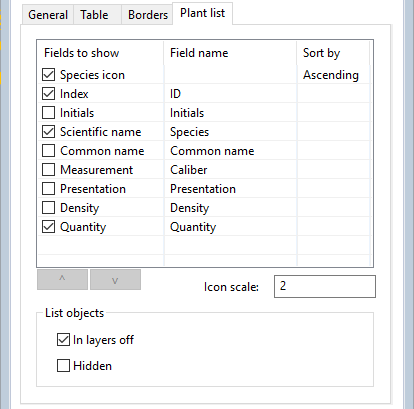 General Table Borders Plant list
Fields to show Field name Sort by
Species icon Ascending
Index ID
Initials Initials
Scientific name Species
Common name Common name
Measurement Caliber
Presentation Presentation
Density Density
Quantity Quantity
^ v Icon scale: 2
List objects
In layers off
Hidden